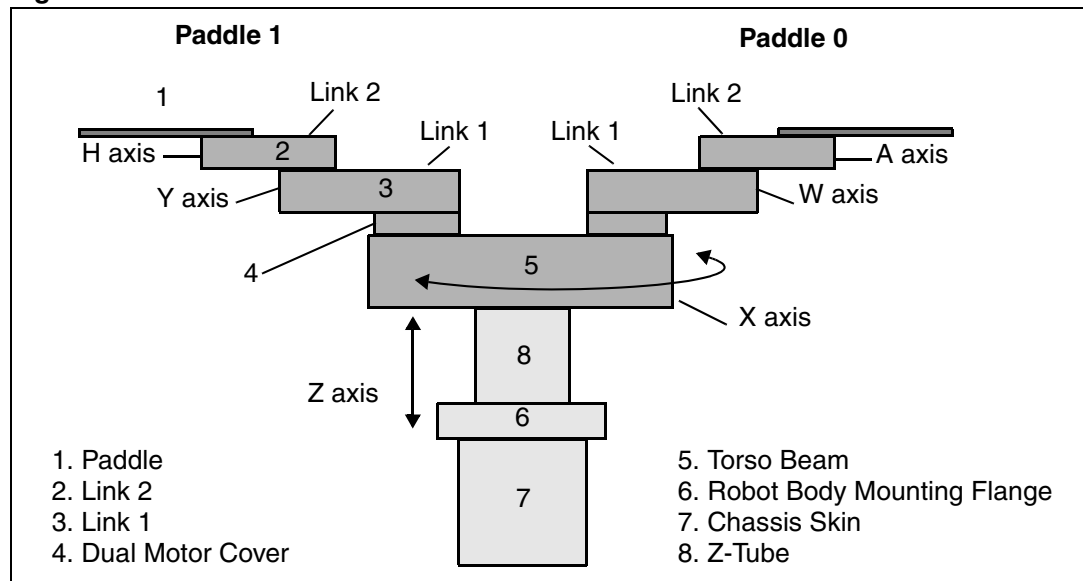 Paddle 1
Paddle 0
1
Link 2
Link 2
Link 1
Link 1
H axis
2
A axis
Y axis
3
W axis
4
5
X axis
8
Z axis
6
7
1. Paddle
2. Link 2
3. Link 1
4. Dual Motor Cover
5. Torso Beam
6. Robot Body Mounting Flange
7. Chassis Skin
8. Z-Tube